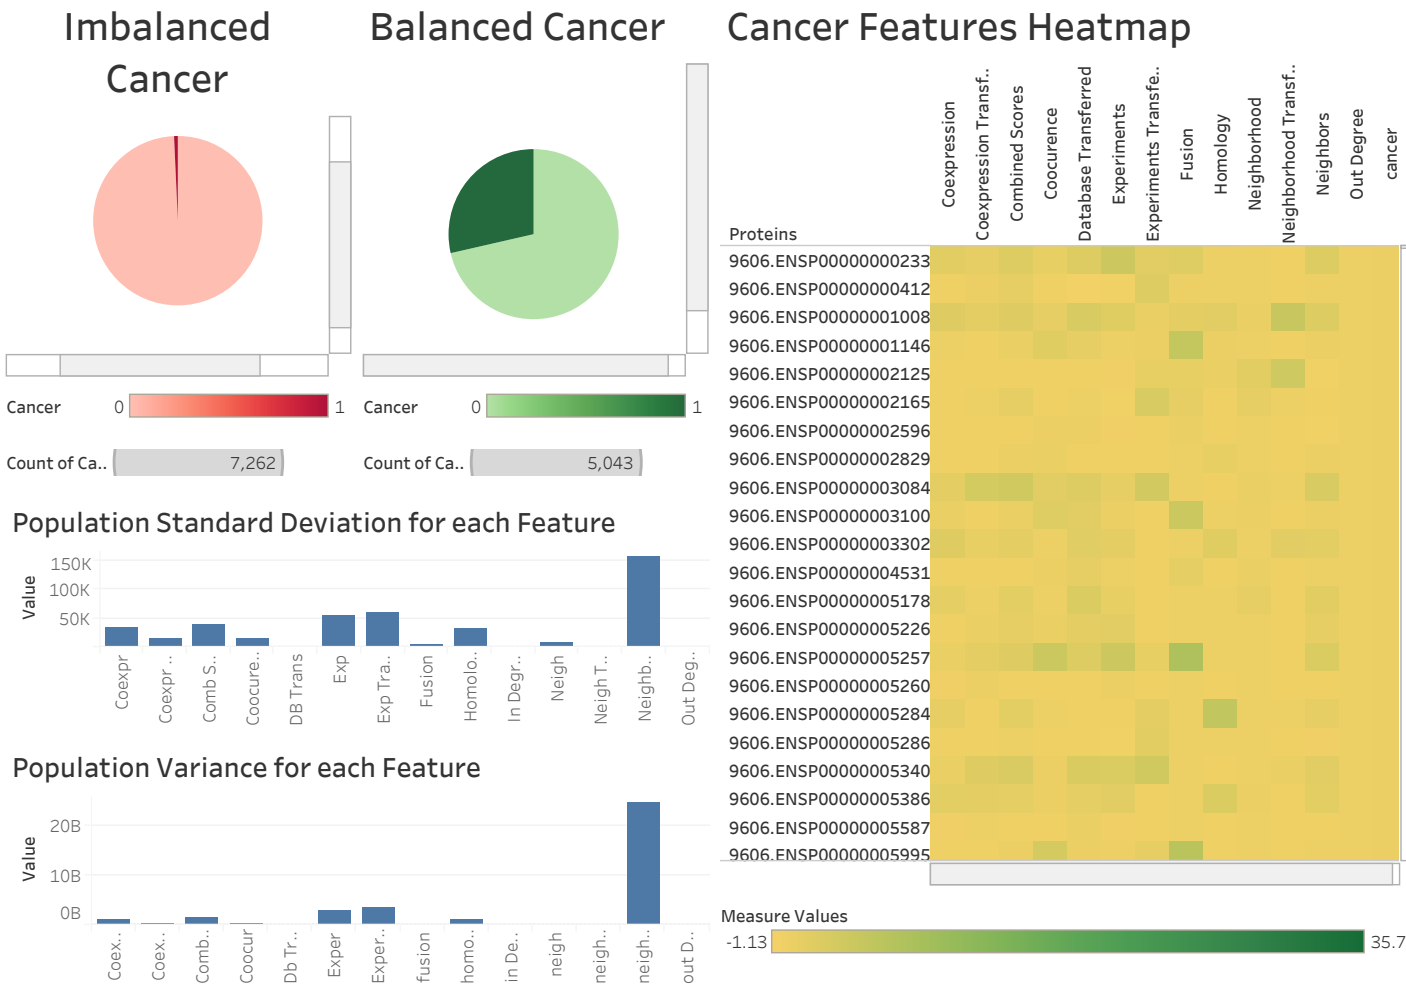 Imbalanced
Cancer
Balanced Cancer
Cancer Features Heatmap
Cancer
0
1
Cancer
0
1
Count of Ca..
7,262
Count of Ca..
5,043
Population Standard Deviation for each Feature
Value
150K
100K
50K
Coexpr
Coexpr ..
Comb S..
Coocure..
DB Trans
Exp
Exp Tra..
Fusion
Homolo..
In Degr..
Neigh
Neigh T..
Neighb..
Out Deg..
Population Variance for each Feature
Value
20B
10B
0B
Coex..
Coex..
Comb..
Coocur
Db Tr..
Exper
Exper..
fusion
homo..
in De..
neigh
neigh..
neigh..
out D..
Coexpression
Coexpression Transf..
Combined Scores
Coocurence
Database Transferred
Experiments
Experiments Transfe..
Fusion
Homology
Neighborhood
Neighborhood Transf..
Neighbors
Out Degree
cancer
Proteins
9606.ENSP00000000233
9606.ENSP00000000412
9606.ENSP00000001008
9606.ENSP00000001146
9606.ENSP00000002125
9606.ENSP00000002165
9606.ENSP00000002596
9606.ENSP00000002829
9606.ENSP00000003084
9606.ENSP00000003100
9606.ENSP00000003302
9606.ENSP00000004531
9606.ENSP00000005178
9606.ENSP00000005226
9606.ENSP00000005257
9606.ENSP00000005260
9606.ENSP00000005284
9606.ENSP00000005286
9606.ENSP00000005340
9606.ENSP00000005386
9606.ENSP00000005587
9606.ENSP00000005995
Measure Values
-1.13
35.7